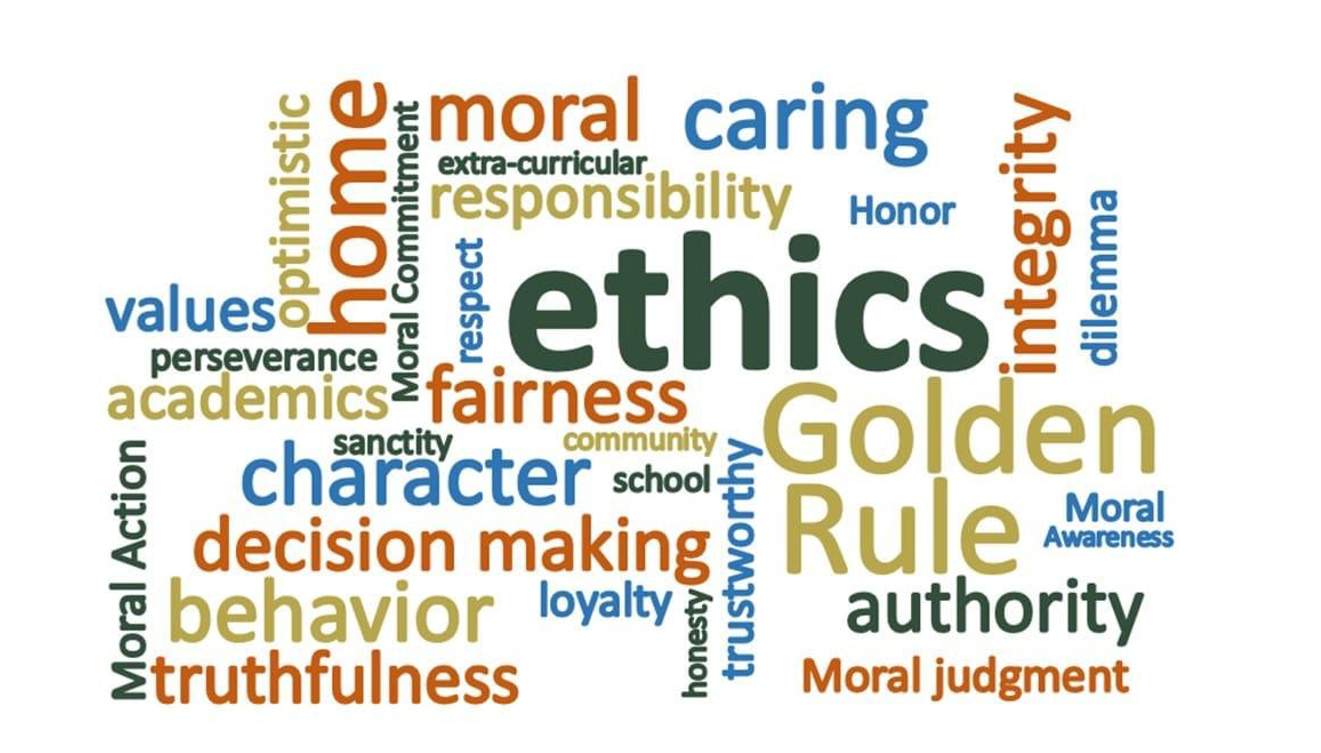 optimistic
home
Moral Commitment
moral
caring
extra-curricular
responsibility
Honor
integrity
dilemma
respect
ethics
values
perseverance
academics
fairness
Golden
Rule
sanctity
community
character
school
trustworthy
Moral
Awareness
Moral Action
decision making
behavior
loyalty
honesty
authority
truthfulness
Moral judgment